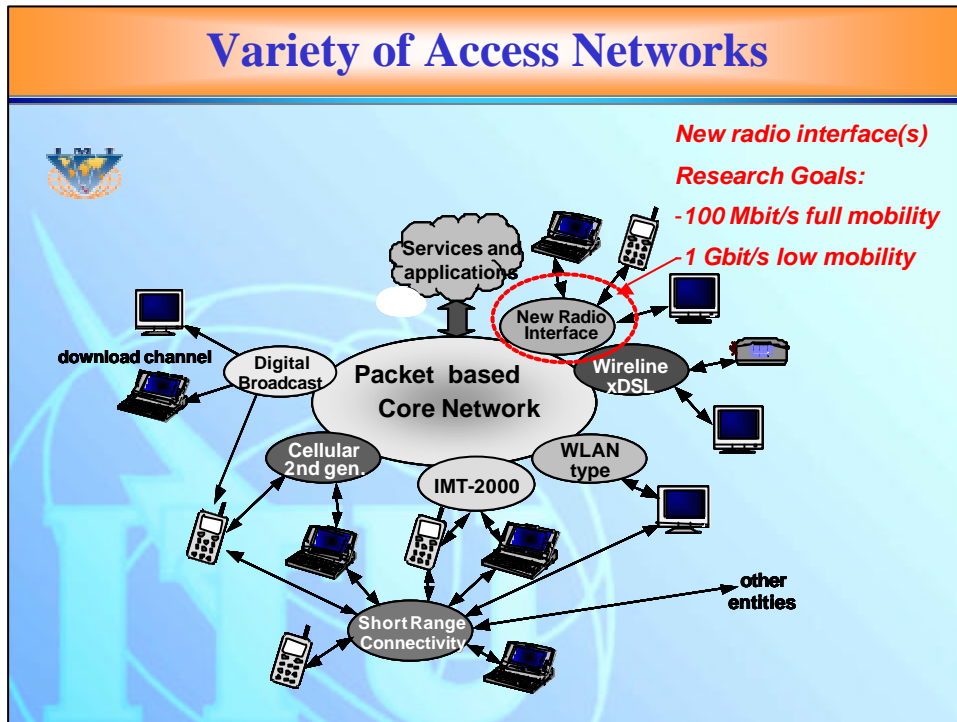 Variety of Access Networks
New radio interface(s)
Research Goals:
-100 Mbit/s full mobility
-1 Gbit/s low mobility
Services and
applications
New Radio
Interface
download channel
Digital
Broadcast
Packet based
Core Network
Wireline
xDSL
Cellular
2nd gen.
IMT-2000
WLAN
type
other
entities
Short Range
Connectivity
ITU